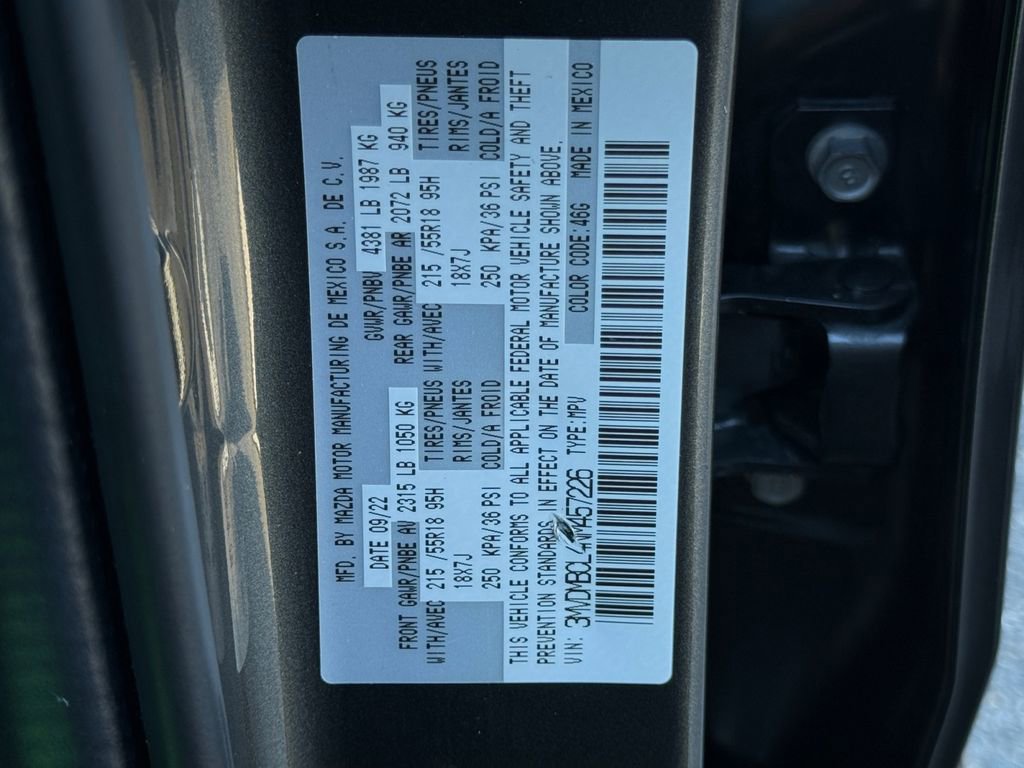 MFD. BY MAZDA MOTOR MANUFACTURING DE MEXICO S.A. DE C.V.
DATE 09/22 GVWR/PNBV 4381 LB 1987 KG
FRONT GAWR/PNBE AV 2315 LB 1050 KG REAR GAWR/PNBE AR 2072 LB 940 KG
WITH/AVEC 215 /55R18 95H TIRES/PNEUS WITH/AVEC 215 /55R18 95H TIRES/PNEUS
18X7J RIMS/JANTES 18X7J RIMS/JANTES
250 KPA/36 PSI COLD/A FROID 250 KPA/36 PSI COLD/A FROID
THIS VEHICLE CONFORMS TO ALL APPLICABLE FEDERAL MOTOR VEHICLE SAFETY AND THEFT
PREVENTION STANDARDS IN EFFECT ON THE DATE OF MANUFACTURE SHOWN ABOVE.
VIN: 3MVDMBCL4NM457226 TYPE:MPV COLOR CODE:46G MADE IN MEXICO